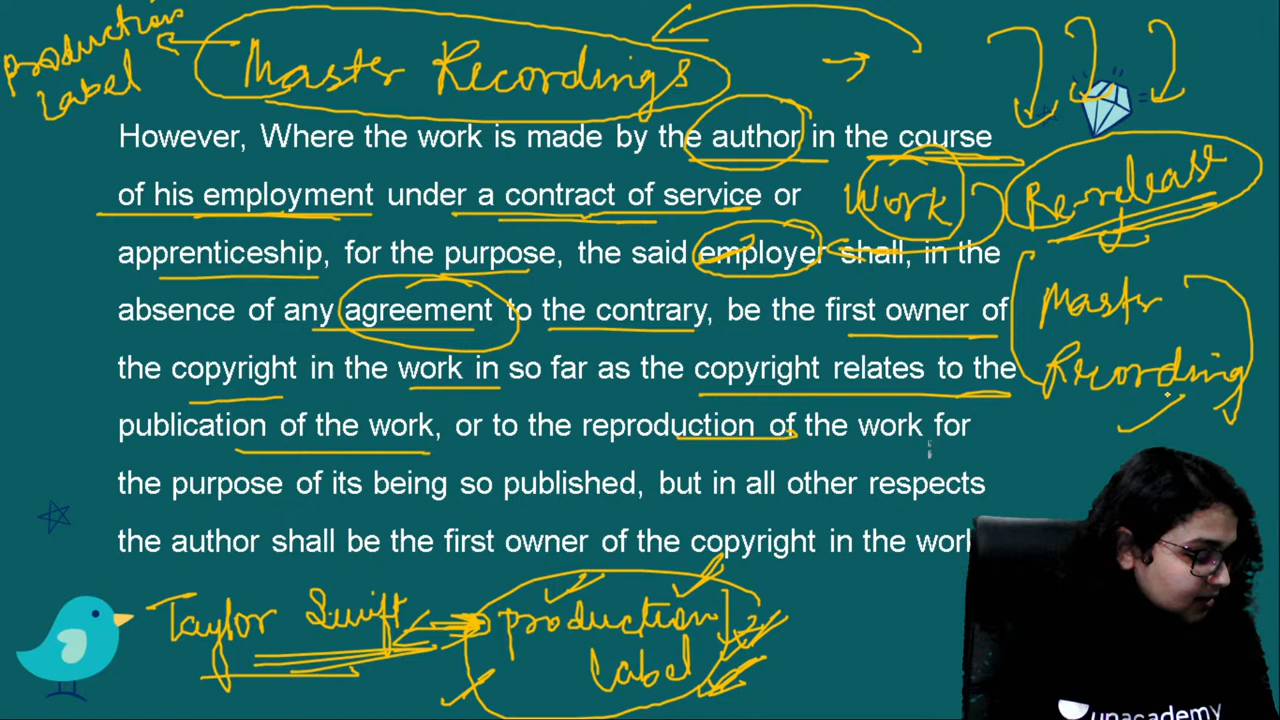 Production
Label
Master Recordings
However, Where the work is made by the author in the course
of his employment under a contract of service or
Work
Re-release
apprenticeship, for the purpose, the said employer shall, in the
absence of any agreement to the contrary, be the first owner of
Master
Recording
the copyright in the work in so far as the copyright relates to the
publication of the work, or to the reproduction of the work for
the purpose of its being so published, but in all other respects
the author shall be the first owner of the copyright in the work
Taylor Swift
production
Label
unacademy